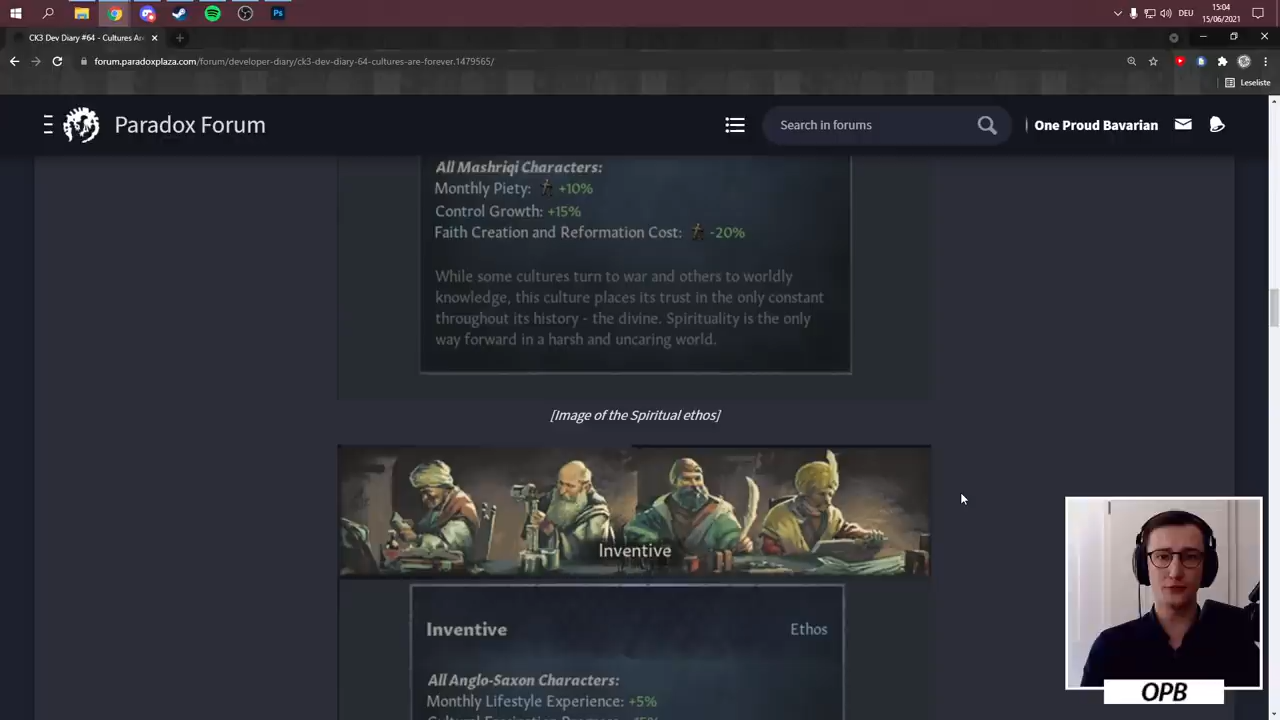 15:04
DEU
15/06/2021
CK3 Dev Diary #64 - Cultures Are
forum.paradoxplaza.com/forum/developer-diary/ck3-dev-diary-64-cultures-are-forever.1479565/
Leseliste
Paradox Forum
Search in forums
One Proud Bavarian
All Mashriqi Characters:
Monthly Piety: +10%
Control Growth: +15%
Faith Creation and Reformation Cost: -20%
While some cultures turn to war and others to worldly
knowledge, this culture places its trust in the only constant
throughout its history - the divine. Spirituality is the only
way forward in a harsh and uncaring world.
[Image of the Spiritual ethos]
Inventive
Inventive Ethos
All Anglo-Saxon Characters:
Monthly Lifestyle Experience: +5%
OPB